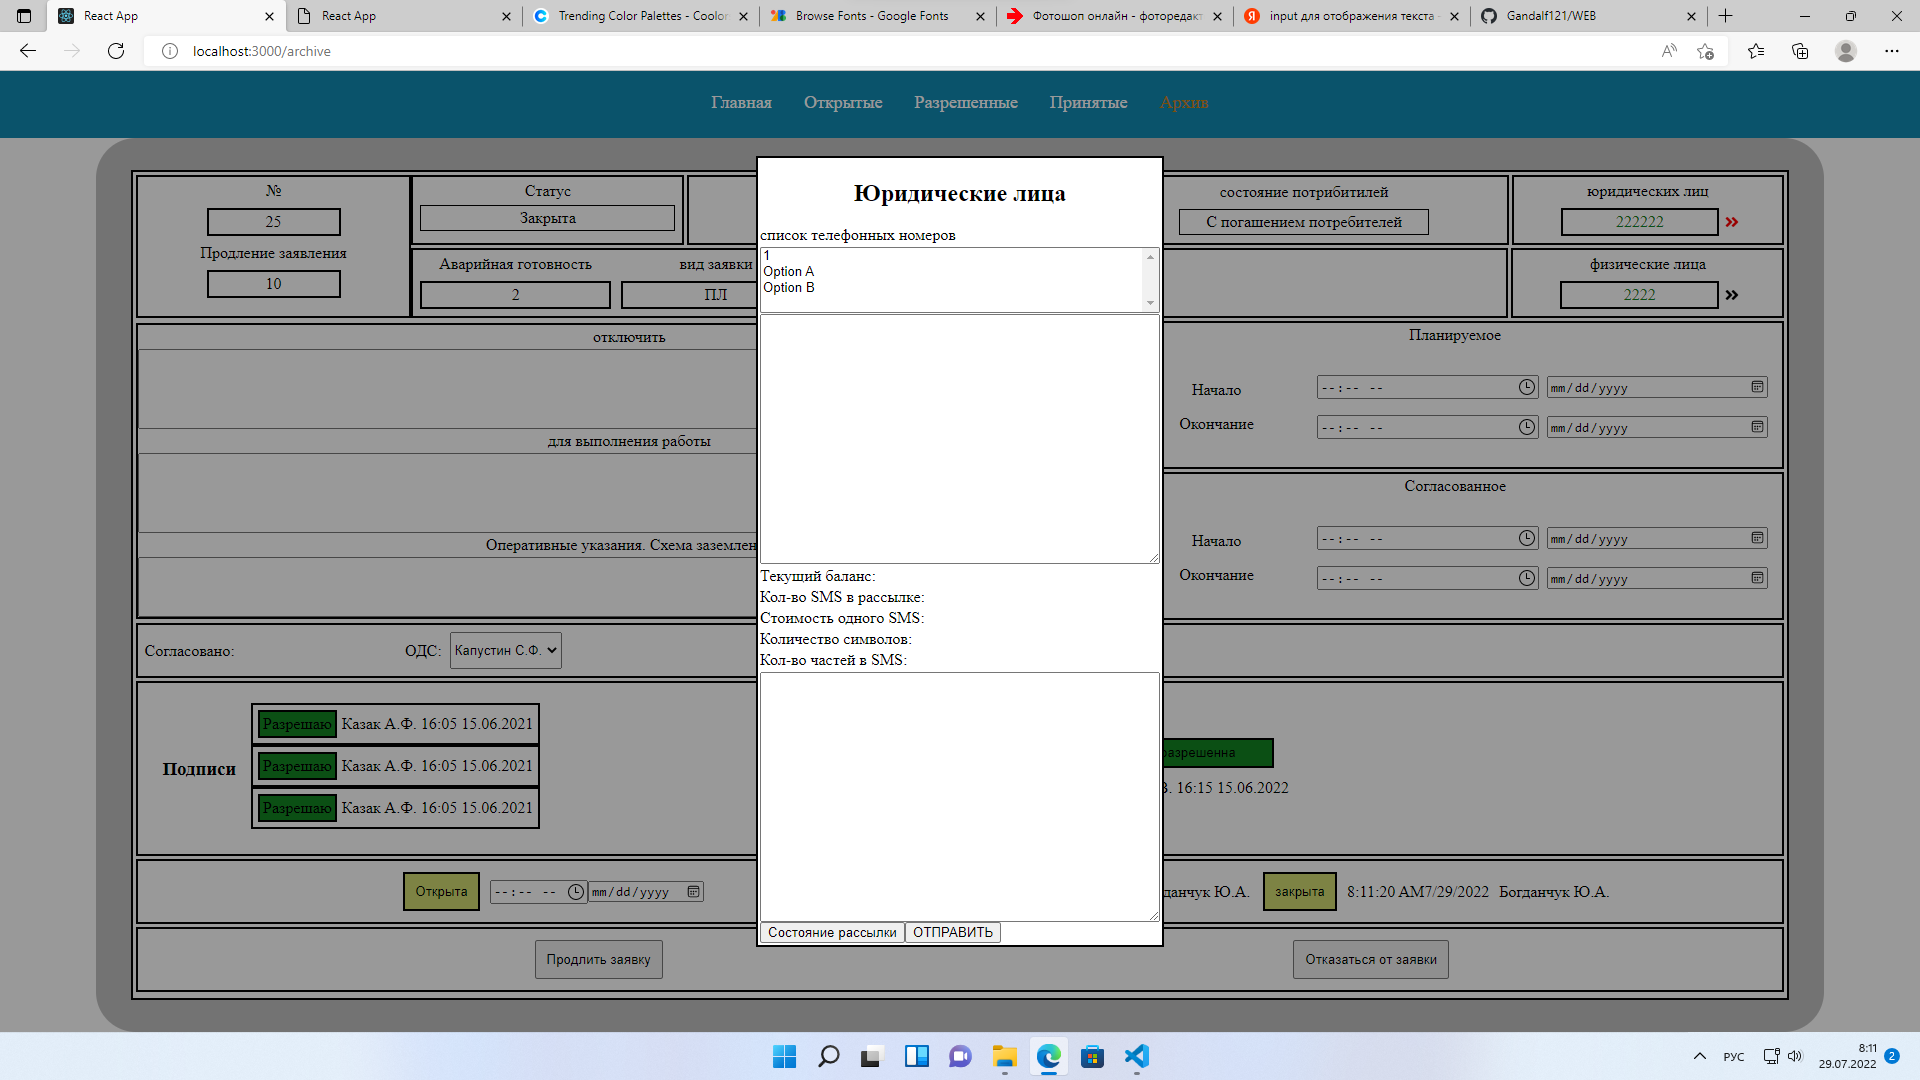 React App
React App
Trending Color Palettes - Coolor
Browse Fonts - Google Fonts
Фотошоп онлайн - фоторедакт
input для отображения текста -
Gandalf121/WEB
localhost:3000/archive
Главная
Открытые
Разрешенные
Принятые
Архив
№
25
Продление заявления
10
Статус
Закрыта
Аварийная готовность
2
вид заявки
ПЛ
состояние потрибитилей
С погашением потребителей
юридических лиц
222222
физические лица
2222
отключить
для выполнения работы
Оперативные указания. Схема заземлен
Юридические лица
список телефонных номеров
1
Option A
Option B
Текущий баланс:
Кол-во SMS в рассылке:
Стоимость одного SMS:
Количество символов:
Кол-во частей в SMS:
Состояние рассылки
ОТПРАВИТЬ
Планируемое
Начало
--:-- --
mm/dd/yyyy
Окончание
--:-- --
mm/dd/yyyy
Согласованное
Начало
--:-- --
mm/dd/yyyy
Окончание
--:-- --
mm/dd/yyyy
Согласовано:
ОДС:
Капустин С.Ф.
Подписи
Разрешаю Казак А.Ф. 16:05 15.06.2021
Разрешаю Казак А.Ф. 16:05 15.06.2021
Разрешаю Казак А.Ф. 16:05 15.06.2021
разрешенна
В. 16:15 15.06.2022
Открыта
--:-- --
mm/dd/yyyy
данчук Ю.А.
закрыта
8:11:20 AM7/29/2022
Богданчук Ю.А.
Продлить заявку
Отказаться от заявки
РУС
8:11
29.07.2022
2